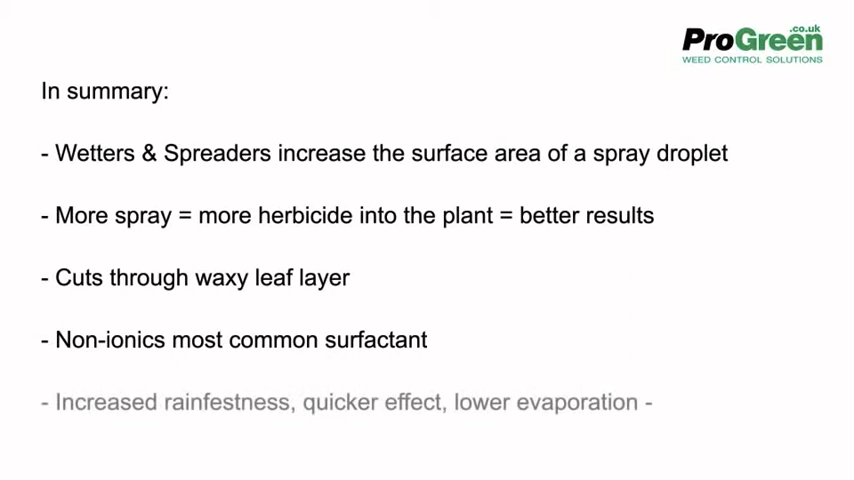 ProGreen
.co.uk
WEED CONTROL SOLUTIONS
In summary:
- Wetters & Spreaders increase the surface area of a spray droplet
- More spray = more herbicide into the plant = better results
- Cuts through waxy leaf layer
- Non-ionics most common surfactant
- Increased rainfestness, quicker effect, lower evaporation -